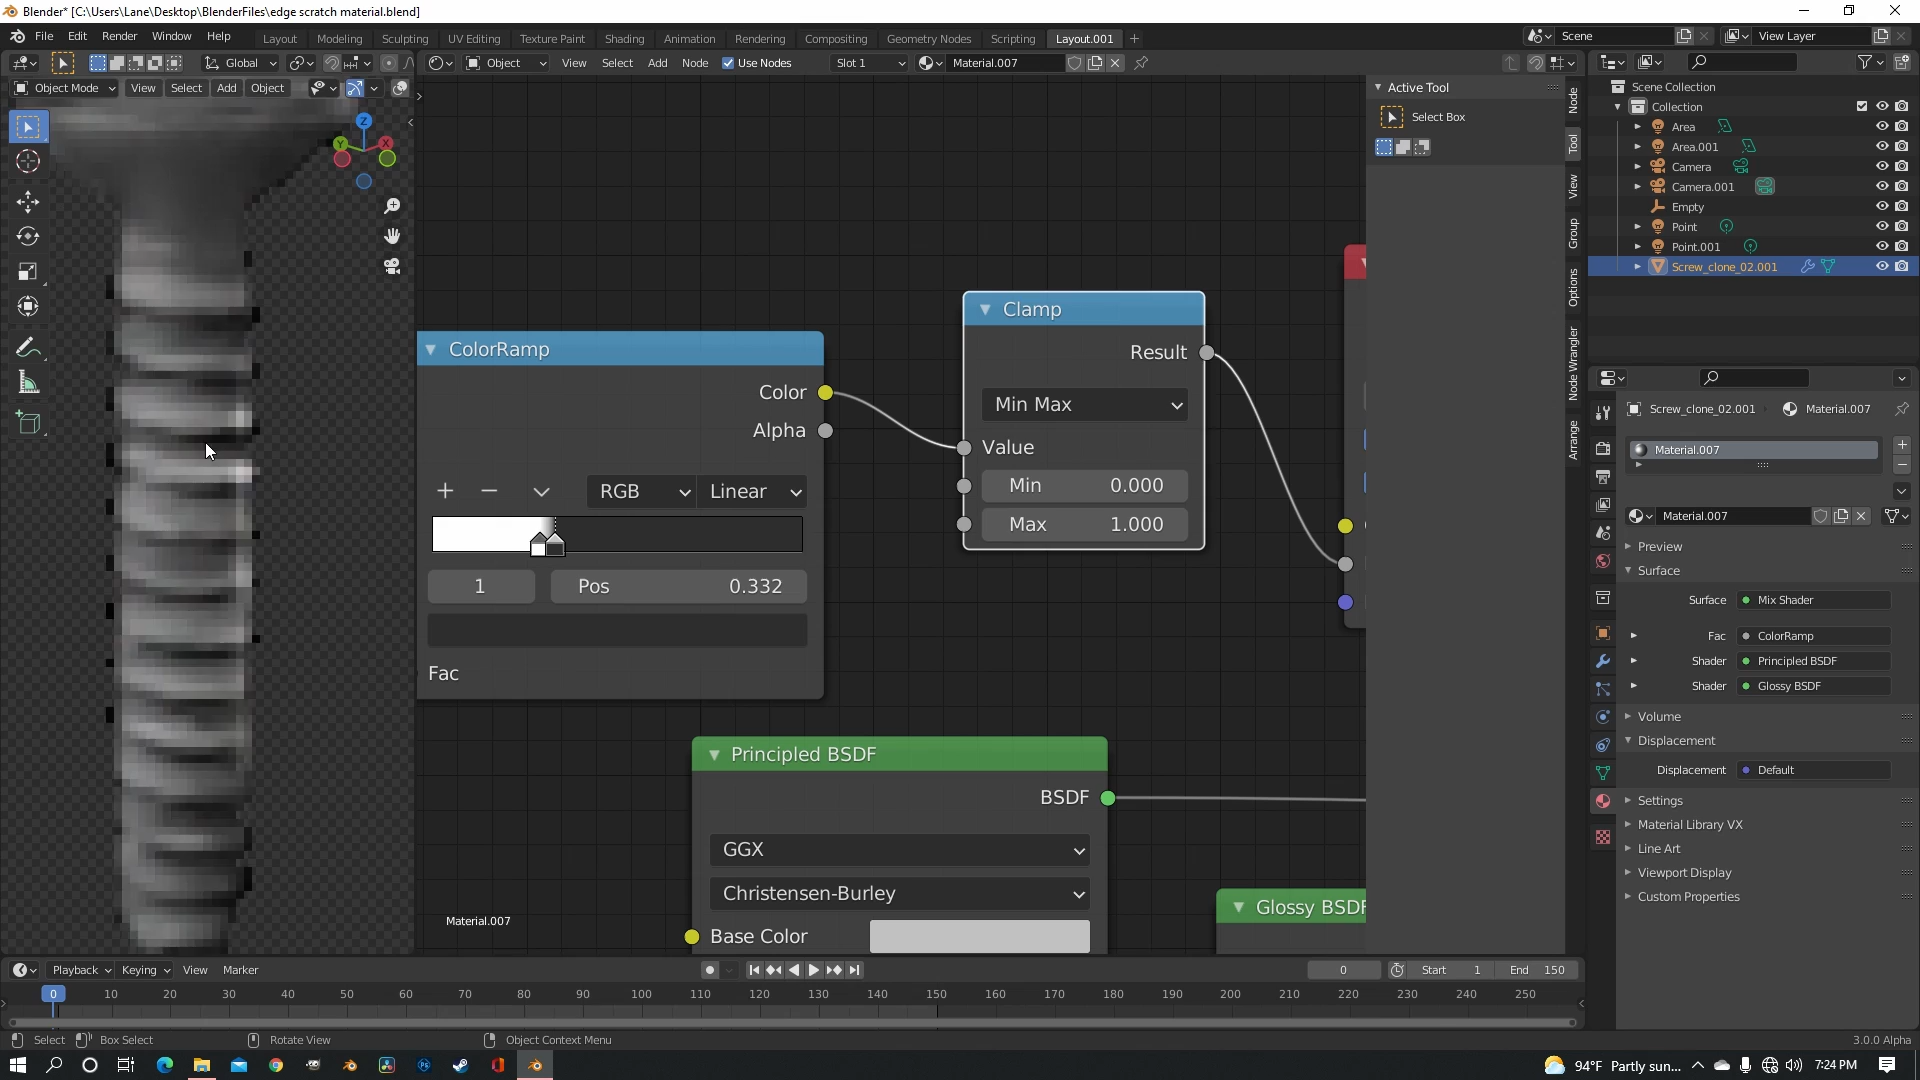 Blender* [C:\Users\Lane\Desktop\BlenderFiles\edge scratch material.blend]
File Edit Render Window Help Layout Modeling Sculpting UV Editing Texture Paint Shading Animation Rendering Compositing Geometry Nodes Scripting Layout.001 Scene View Layer
Global Object View Select Add Node Use Nodes Slot 1 Material.007
Object Mode View Select Add Object
Active Tool
Select Box
Node
Tool
View
Group
Options
Node Wrangler
Arrange
Z
Y
X
Scene Collection
Collection
Area
Area.001
Camera
Camera.001
Empty
Point
Point.001
Screw_clone_02.001
ColorRamp
Color
Alpha
RGB Linear
1 Pos 0.332
Fac
Clamp
Result
Min Max
Value
Min 0.000
Max 1.000
Principled BSDF
BSDF
GGX
Christensen-Burley
Base Color
Glossy BSDF
Material.007
Screw_clone_02.001 Material.007
Material.007
Material.007
Preview
Surface
Surface Mix Shader
Fac ColorRamp
Shader Principled BSDF
Shader Glossy BSDF
Volume
Displacement
Displacement Default
Settings
Material Library VX
Line Art
Viewport Display
Custom Properties
Playback Keying View Marker 0 Start 1 End 150
0 10 20 30 40 50 60 70 80 90 100 110 120 130 140 150 160 170 180 190 200 210 220 230 240 250
Select Box Select Rotate View Object Context Menu 3.0.0 Alpha
94°F Partly sun... 7:24 PM